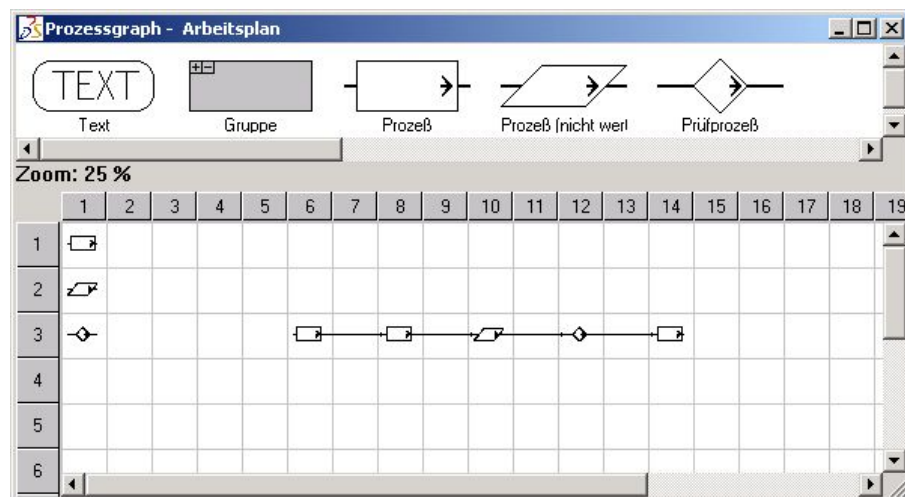 Prozessgraph - Arbeitsplan
TEXT
Text Gruppe Prozeß Prozeß (nicht wert Prüfprozeß
Zoom: 25 %
1 2 3 4 5 6 7 8 9 10 11 12 13 14 15 16 17 18 19
1
2
3
4
5
6